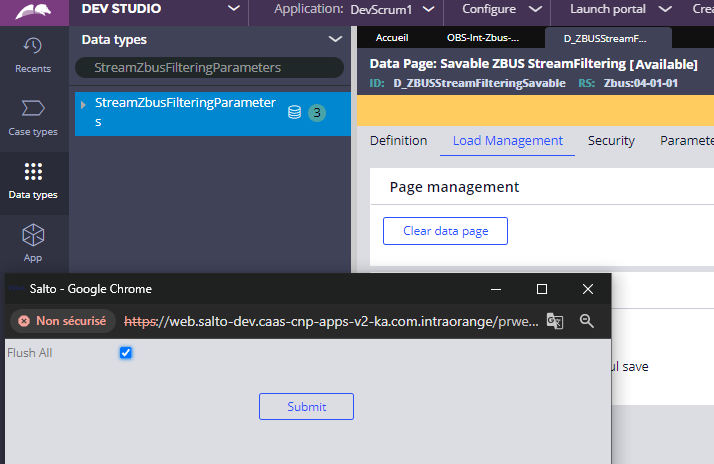 DEV STUDIO
Application: DevScrum1
Configure
Launch portal
Data types
StreamZbusFilteringParameters
StreamZbusFilteringParameter
s
3
Recents
Case types
Data types
App
Accueil
OBS-Int-Zbus-...
D_ZBUSStreamF...
Data Page: Savable ZBUS StreamFiltering [Available]
ID: D_ZBUSStreamFilteringSavable RS: Zbus:04-01-01
Definition
Load Management
Security
Page management
Clear data page
ul save
Salto - Google Chrome
Non sécurisé
https://web.salto-dev.caas-cnp-apps-v2-ka.com.intraorange/prwe...
Flush All
Submit